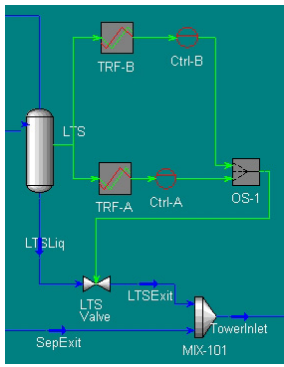 TRF-B
Ctrl-B
LTS
TRF-A
Ctrl-A
OS-1
LTSLiq
LTS
Valve
LTSExit
TowerInlet
SepExit
MIX-101